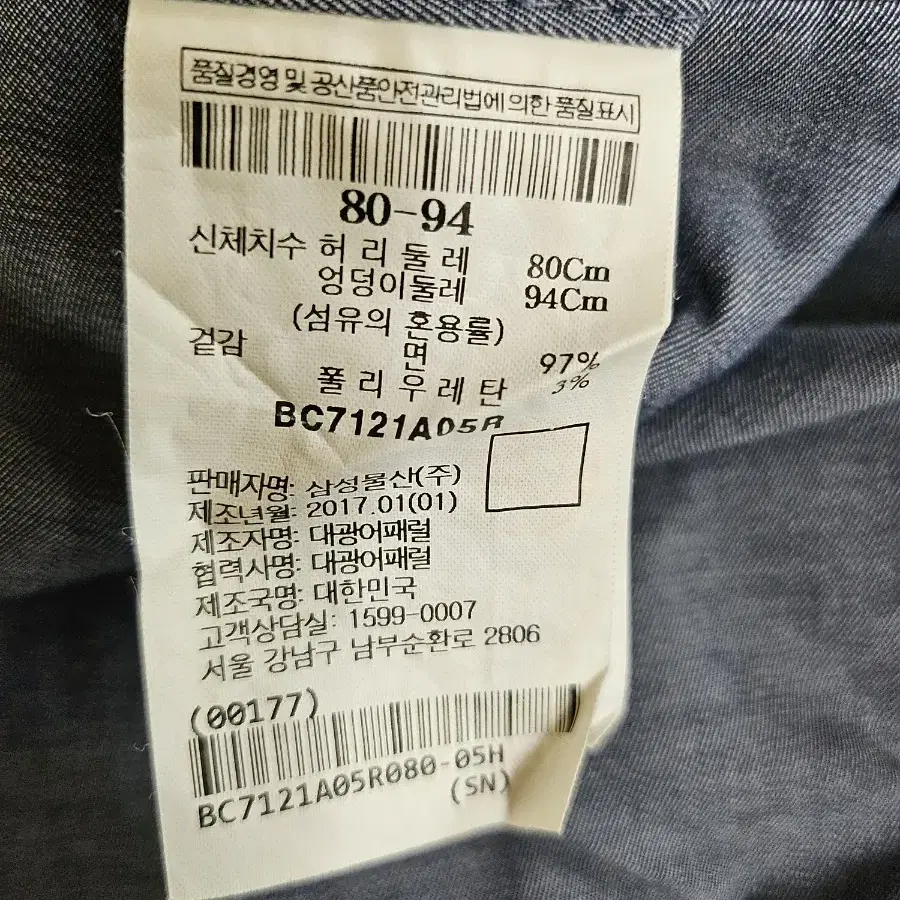 품질경영 및 공산품안전관리법에 의한 품질표시
80-94
신체치수 허 리 둘 레 80Cm
엉덩이둘레 94Cm
(섬유의 혼용률)
겉감 면 97%
폴 리 우 레 탄 3%
BC7121A05R
판매자명: 삼성물산(주)
제조년월: 2017.01(01)
제조자명: 대광어패럴
협력사명: 대광어패럴
제조국명: 대한민국
고객상담실: 1599-0007
서울 강남구 남부순환로 2806
(00177)
BC7121A05R080-05H
(SN)